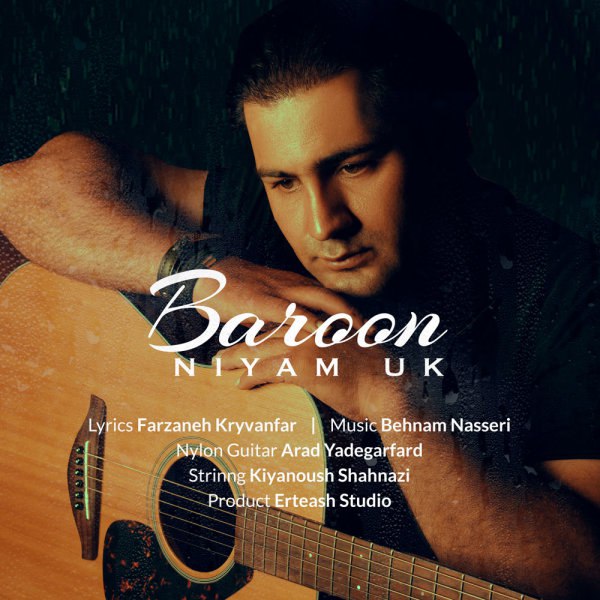 Baroon
NIYAM UK
Lyrics Farzaneh Kryvanfar | Music Behnam Nasseri
Nylon Guitar Arad Yadegarfard
Strinng Kiyanoush Shahnazi
Product Erteash Studio